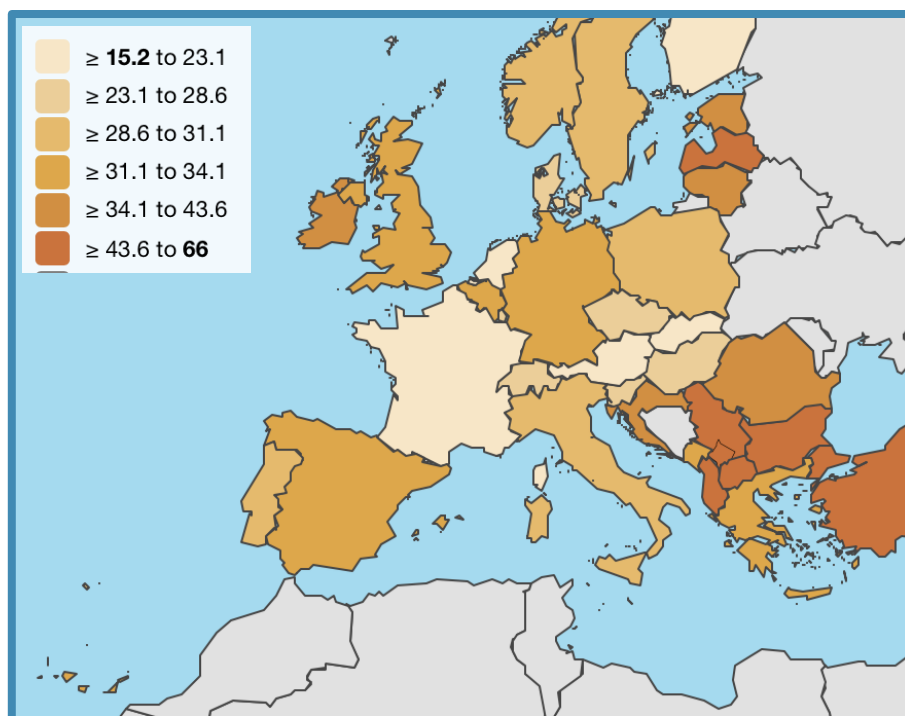 ≥ 15.2 to 23.1
≥ 23.1 to 28.6
≥ 28.6 to 31.1
≥ 31.1 to 34.1
≥ 34.1 to 43.6
≥ 43.6 to 66